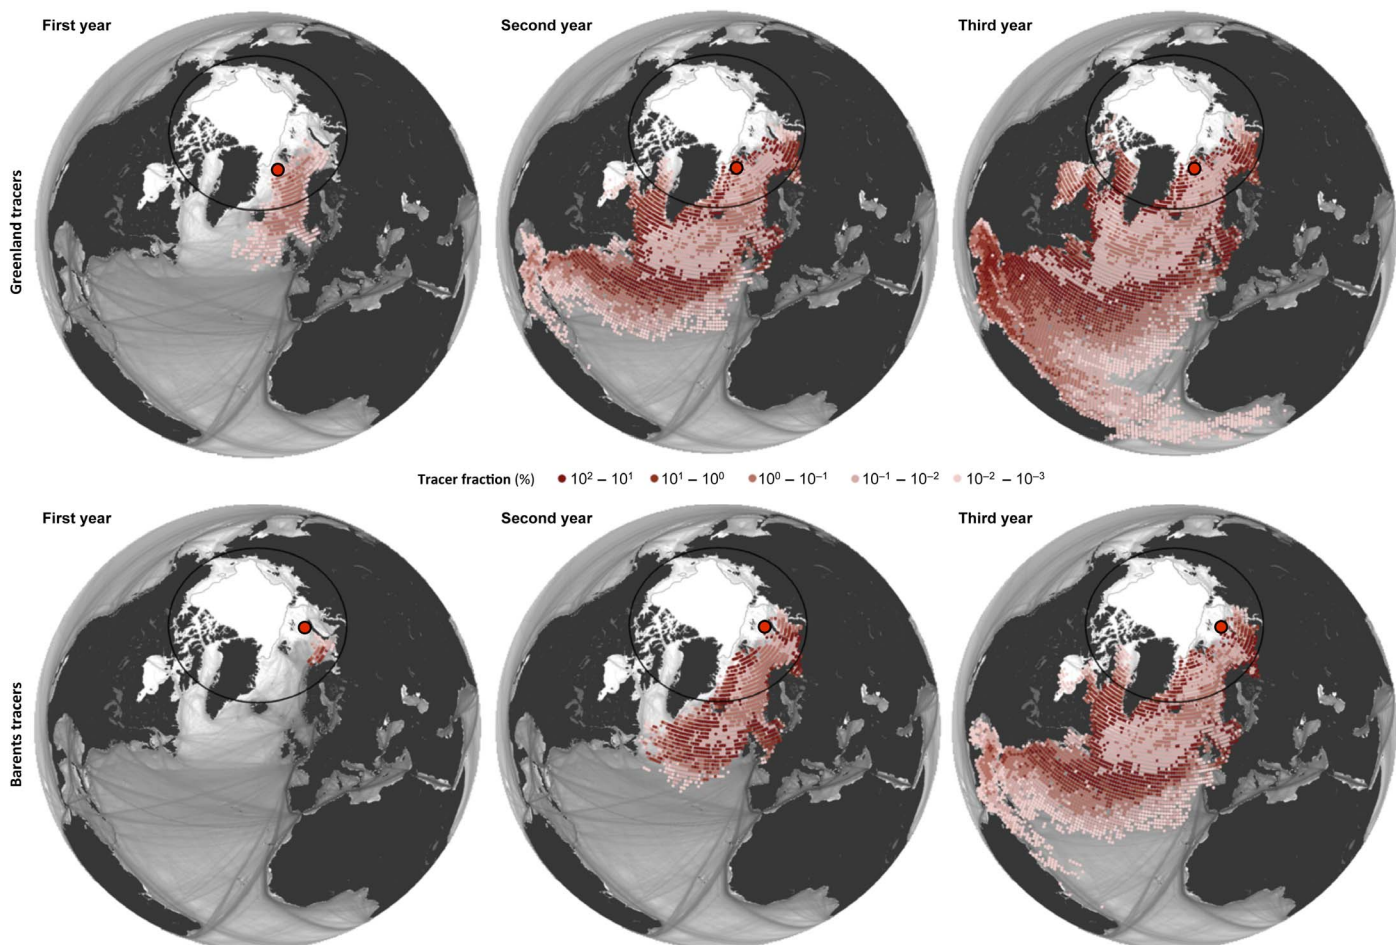 First year
Second year
Third year
Greenland tracers
Tracer fraction (%) 10² – 10¹ 10¹ – 10⁰ 10⁰ – 10⁻¹ 10⁻¹ – 10⁻² 10⁻² – 10⁻³
First year
Second year
Third year
Barents tracers